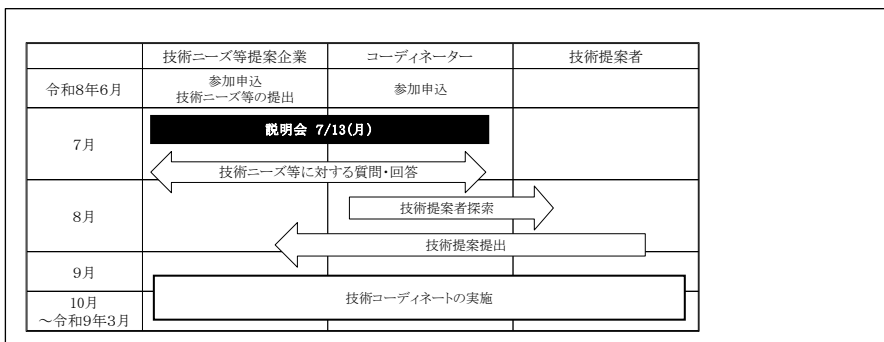 技術ニーズ等提案企業 コーディネーター 技術提案者
令和8年6月 参加申込 参加申込
技術ニーズ等の提出
7月
説明会 7/13(月)
技術ニーズ等に対する質問・回答
8月
技術提案者探索
技術提案提出
9月
技術コーディネートの実施
10月
～令和9年3月